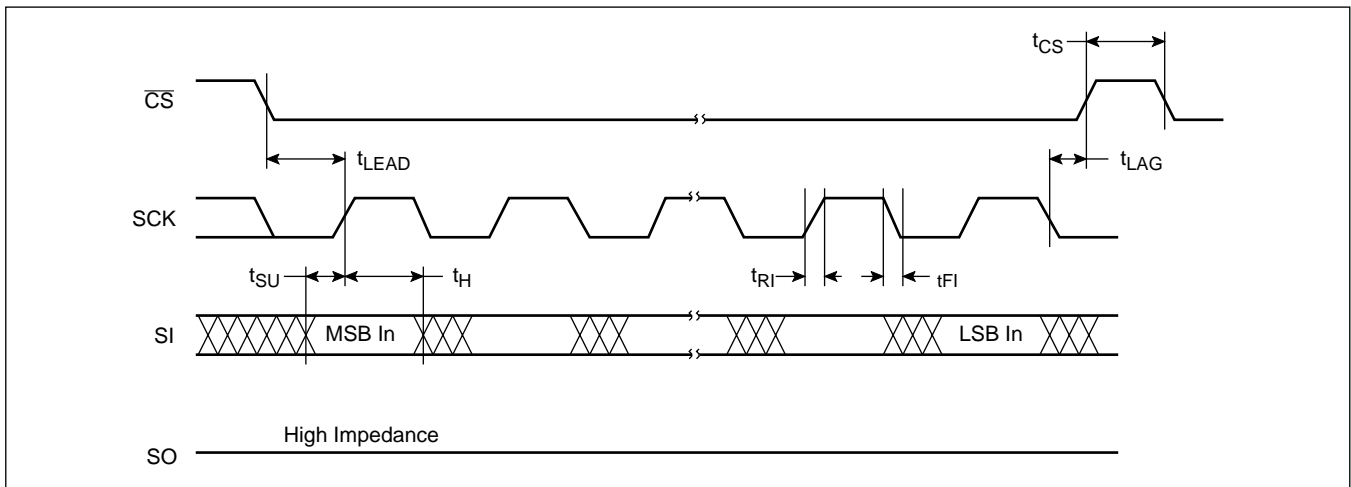 tCS
CS
tLEAD
tLAG
SCK
tSU
tH
tRI
tFI
SI
MSB In
LSB In
High Impedance
SO